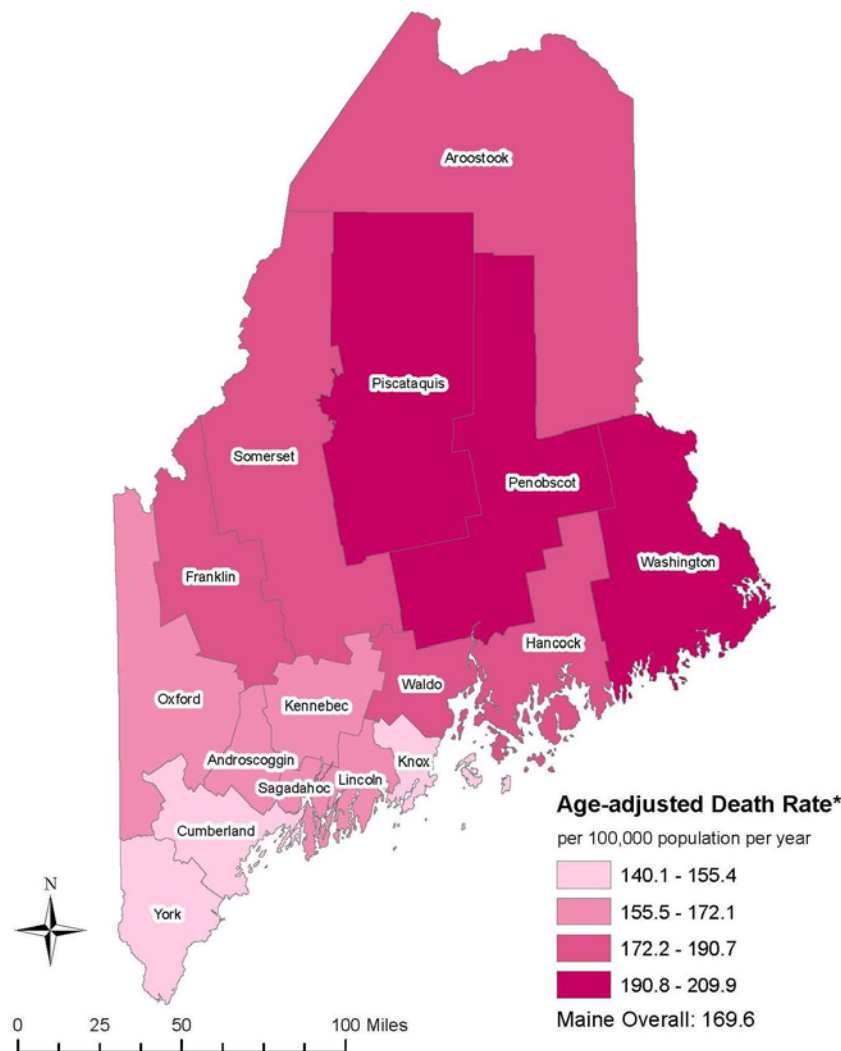 Aroostook
Piscataquis
Somerset
Penobscot
Washington
Franklin
Hancock
Oxford
Waldo
Kennebec
Androscoggin
Knox
Lincoln
Sagadahoc
Cumberland
York
N
Age-adjusted Death Rate*
per 100,000 population per year
140.1 - 155.4
155.5 - 172.1
172.2 - 190.7
190.8 - 209.9
Maine Overall: 169.6
0 25 50 100 Miles